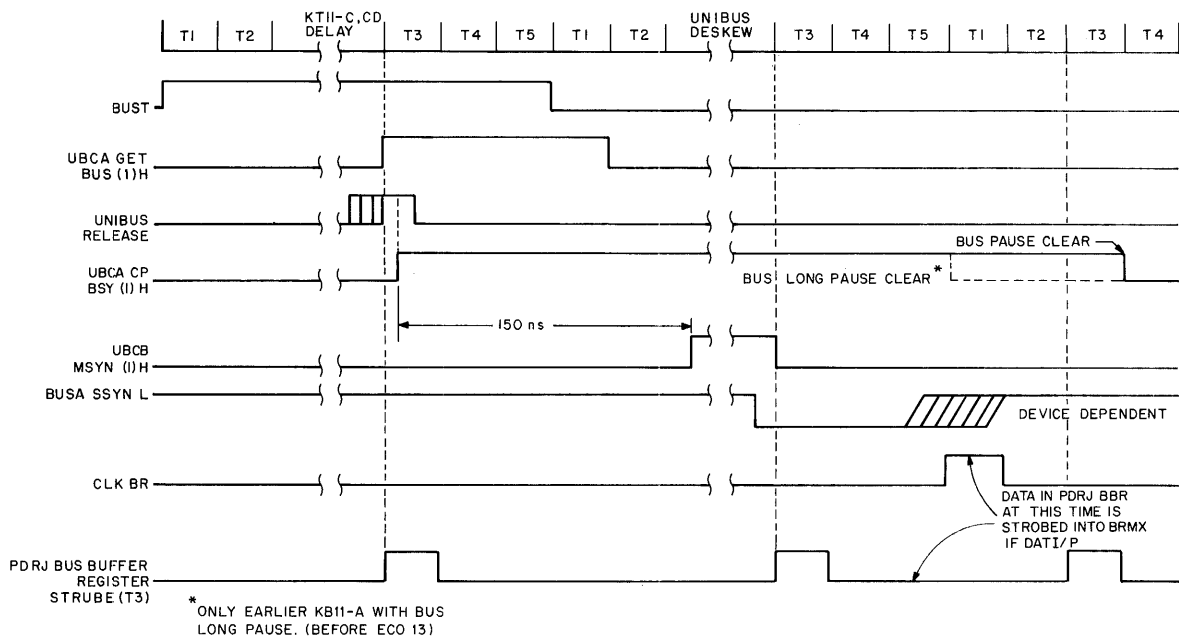 KT11-C,CD
DELAY
UNIBUS
DESKEW
T1 T2 T3 T4 T5 T1 T2 T3 T4 T5 T1 T2 T3 T4
BUST
UBCA GET
BUS (1) H
UNIBUS
RELEASE
BUS PAUSE CLEAR
UBCA CP
BSY (1) H
BUS LONG PAUSE CLEAR *
150 ns
UBCB
MSYN (1) H
BUSA SSYN L
DEVICE DEPENDENT
CLK BR
DATA IN PDRJ BBR
AT THIS TIME IS
STROBED INTO BRMX
IF DATI/P
PDRJ BUS BUFFER
REGISTER
STRUBE (T3)
* ONLY EARLIER KB11-A WITH BUS
LONG PAUSE. (BEFORE ECO 13)